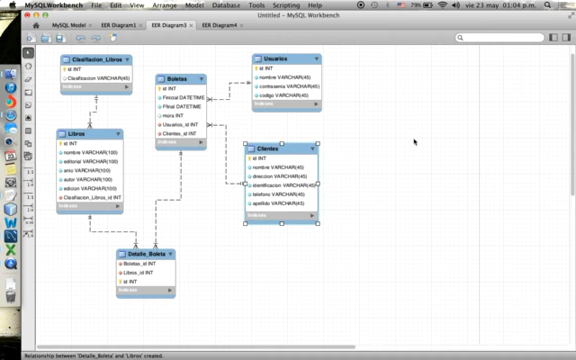 MySQLWorkbench File Edit View Arrange Model Database Tools Scripting Help 79% vie 23 may 01:04 p.m.
Untitled - MySQL Workbench
MySQL Model EER Diagram1 EER Diagram3 EER Diagram4
Clasifiacion_Libros
id INT
Clasificacion VARCHAR(45)
Indexes
Boletas
id INT
FInicial DATETIME
FFinal DATETIME
mora INT
Usuarios_id INT
Clientes_id INT
Indexes
Usuarios
id INT
nombre VARCHAR(45)
contrasenia VARCHAR(45)
codigo VARCHAR(45)
Indexes
Libros
id INT
nombre VARCHAR(100)
editorial VARCHAR(100)
anio VARCHAR(100)
autor VARCHAR(100)
edicion VARCHAR(100)
Clasifiacion_Libros_id INT
Indexes
Clientes
id INT
nombre VARCHAR(45)
direccion VARCHAR(45)
identificacion VARCHAR(45)
telefono VARCHAR(45)
apellido VARCHAR(45)
Indexes
Detalle_Boleta
Boletas_id INT
Libros_id INT
id INT
Indexes
Relationship between 'Detalle_Boleta' and 'Libros' created.